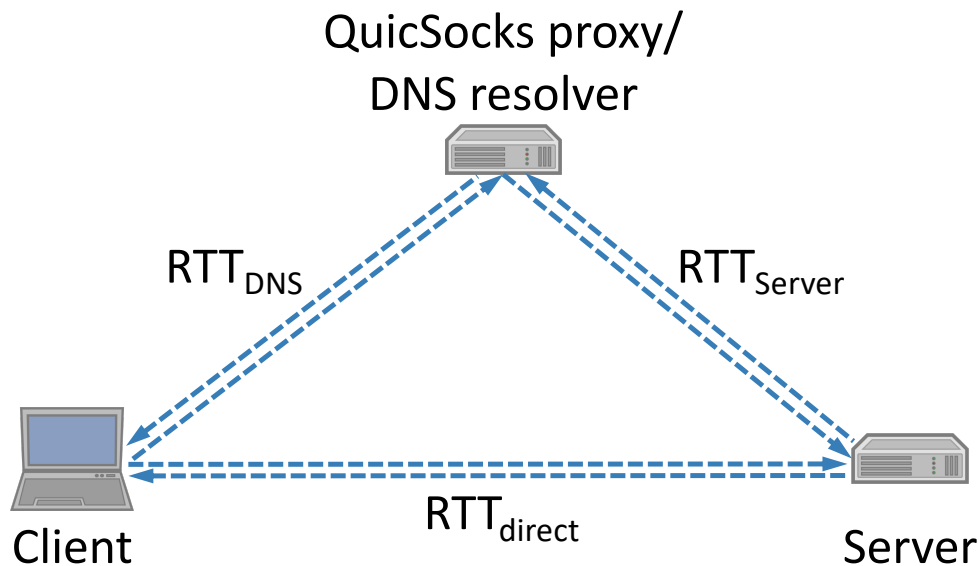 QuicSocks proxy/
DNS resolver
RTT_DNS
RTT_Server
RTT_direct
Client
Server